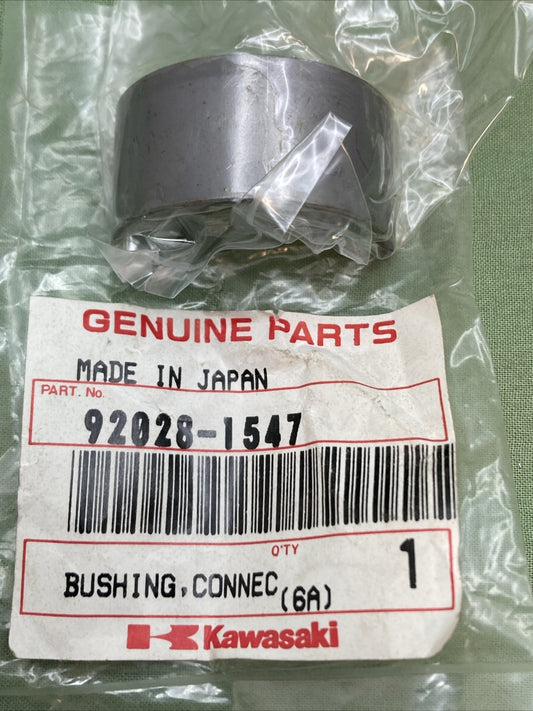 GENUINE PARTS
MADE IN JAPAN
PART. No.
92028-1547
Q'TY
BUSHING,CONNEC (6A) 1
Kawasaki